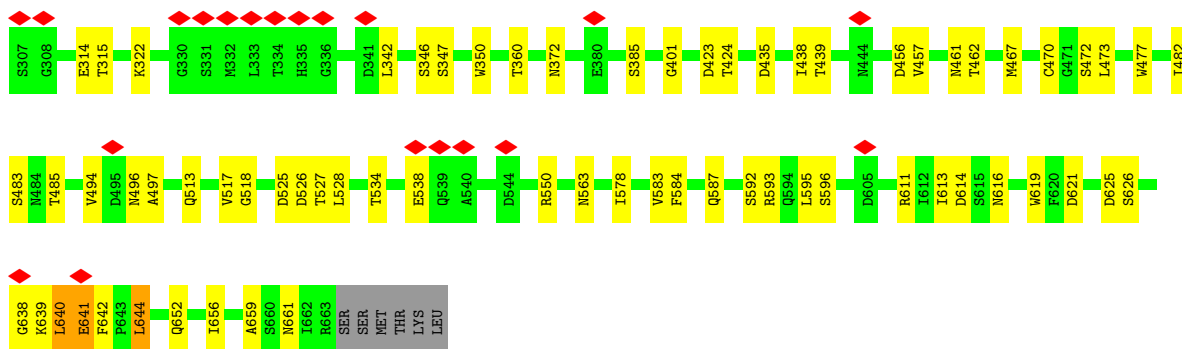 S307 G308 E314 T315 K322 G330 S331 M332 L333 T334 H335 G336 D341 L342 S346 S347 W350 T360 N372 E380 S385 G401 D423 T424 D435 I438 T439 N444 D456 V457 N461 T462 M467 C470 G471 S472 L473 W477 I482
S483 N484 T485 V494 D495 N496 A497 Q513 V517 G518 D525 D526 T527 L528 T534 E538 Q539 A540 D544 R550 N563 I578 V583 F584 Q587 S592 R593 Q594 L595 S596 D605 R611 I612 I613 D614 S615 N616 W619 F620 D621 D625 S626
G638 K639 L640 E641 F642 P643 L644 Q652 I656 A659 S660 N661 I662 R663 SER SER MET THR LYS LEU